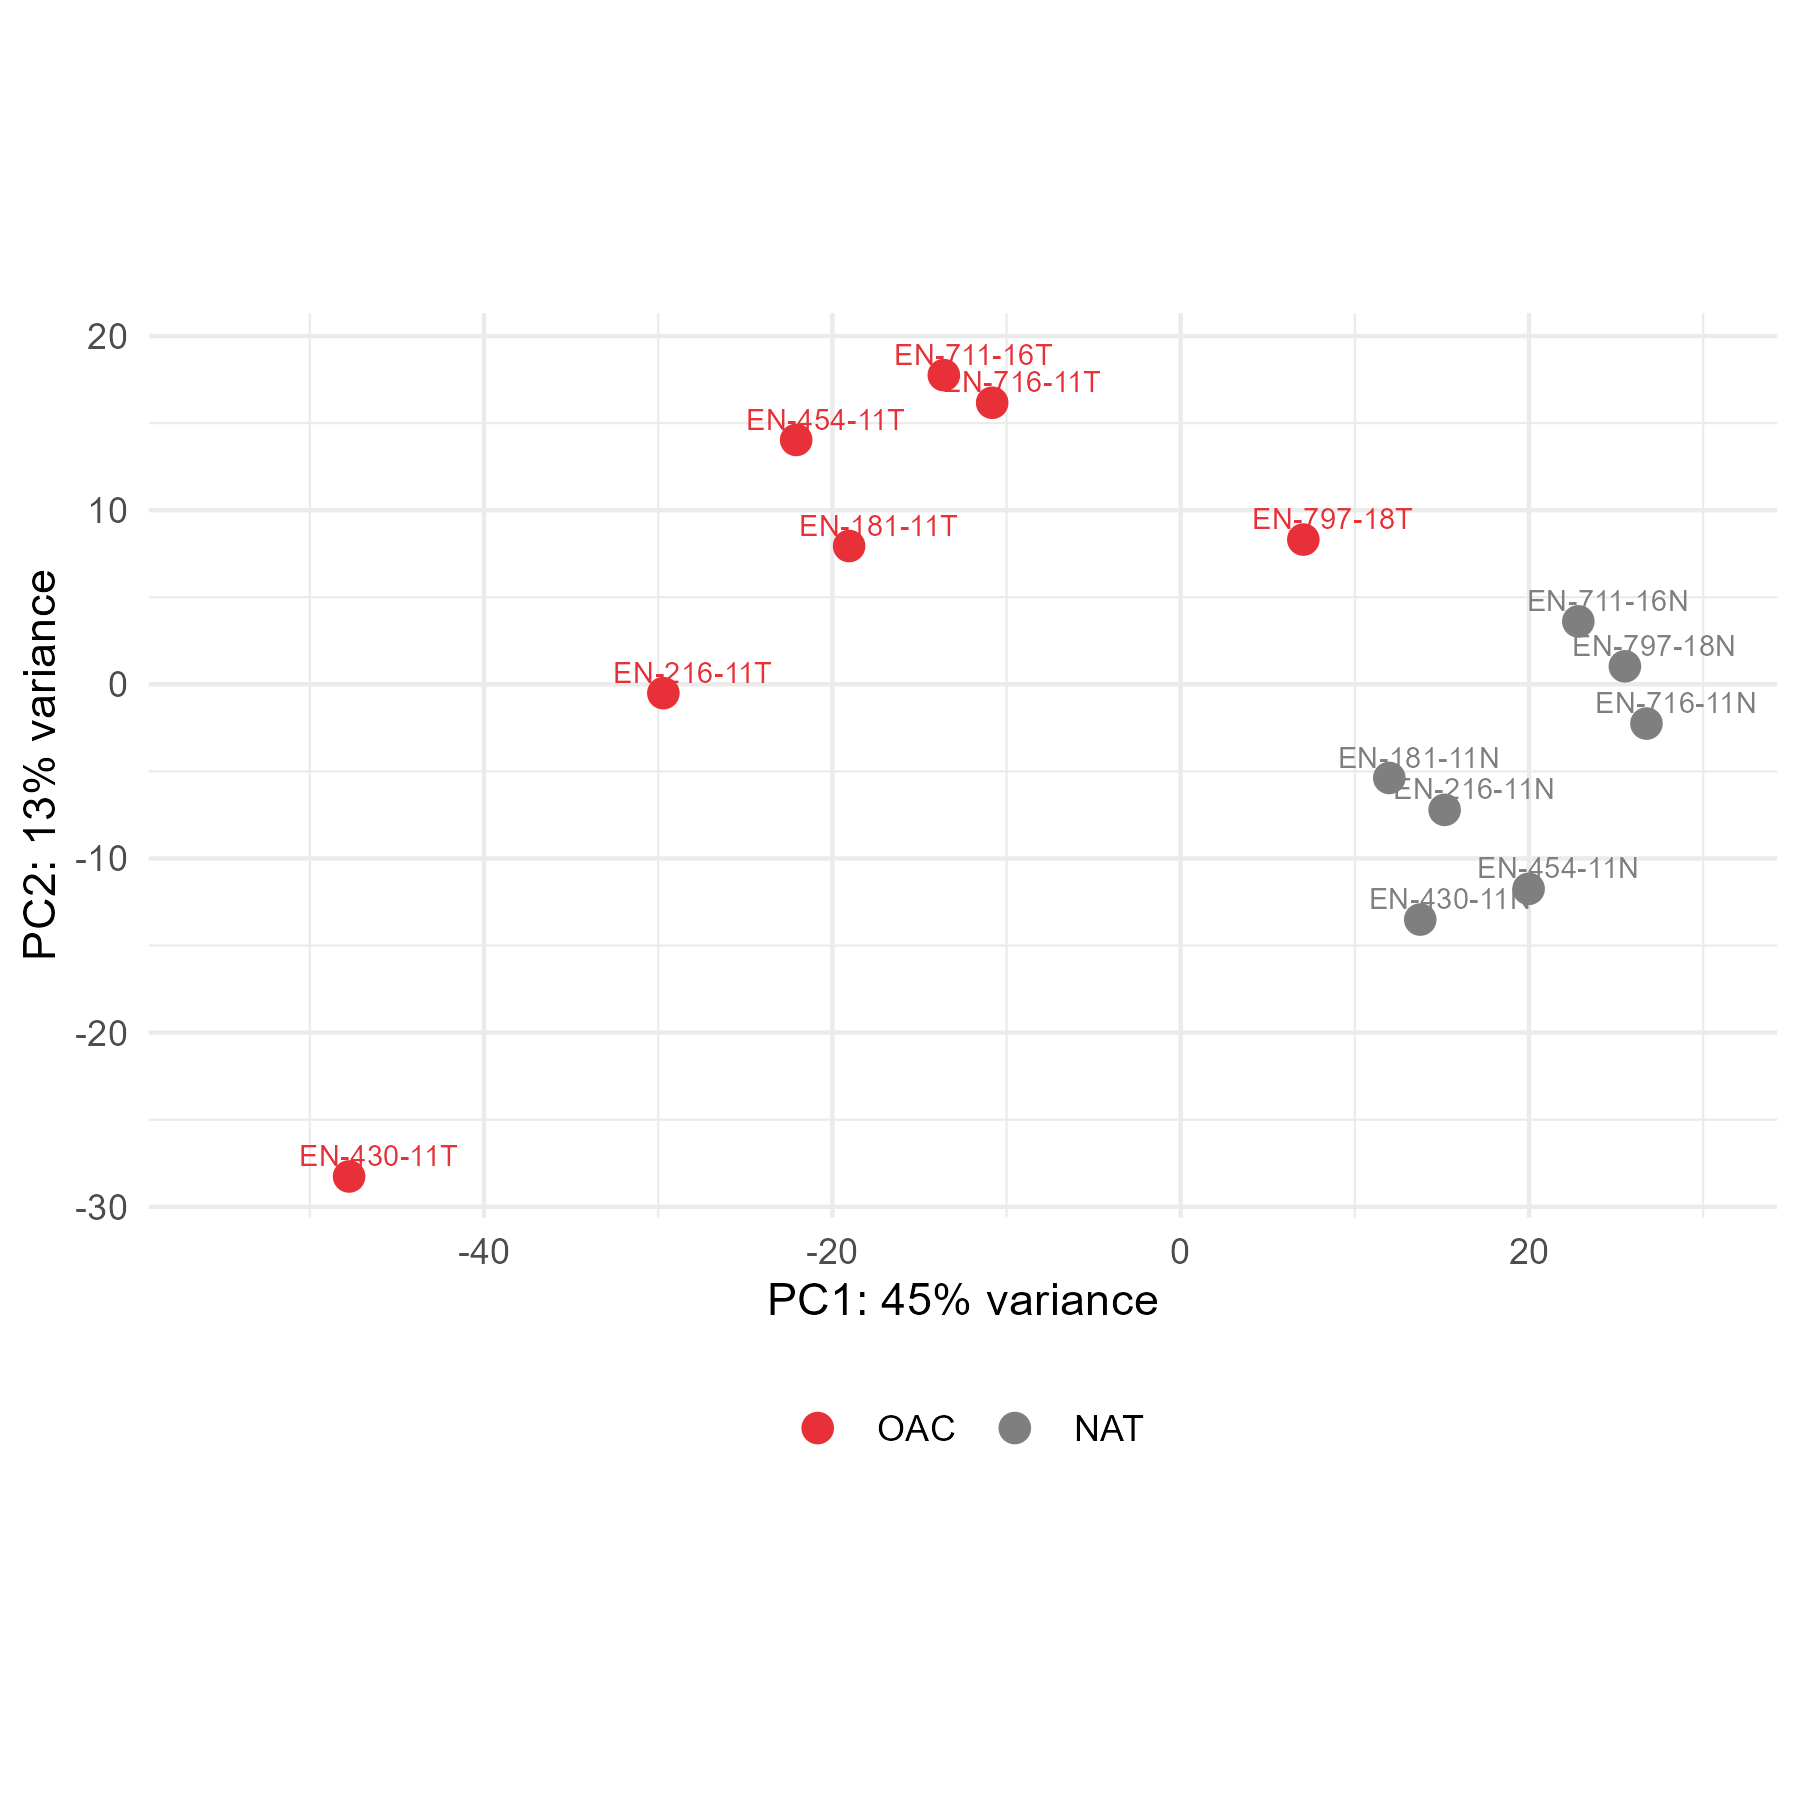 20
EN-711-16T
EN-716-11T
EN-454-11T
10
EN-181-11T
EN-797-18T
EN-711-16N
EN-797-18N
0
EN-216-11T
EN-716-11N
EN-181-11N
EN-216-11N
-10
EN-454-11N
EN-430-11N
-20
EN-430-11T
-30
PC2: 13% variance
-40 -20 0 20
PC1: 45% variance
OAC NAT